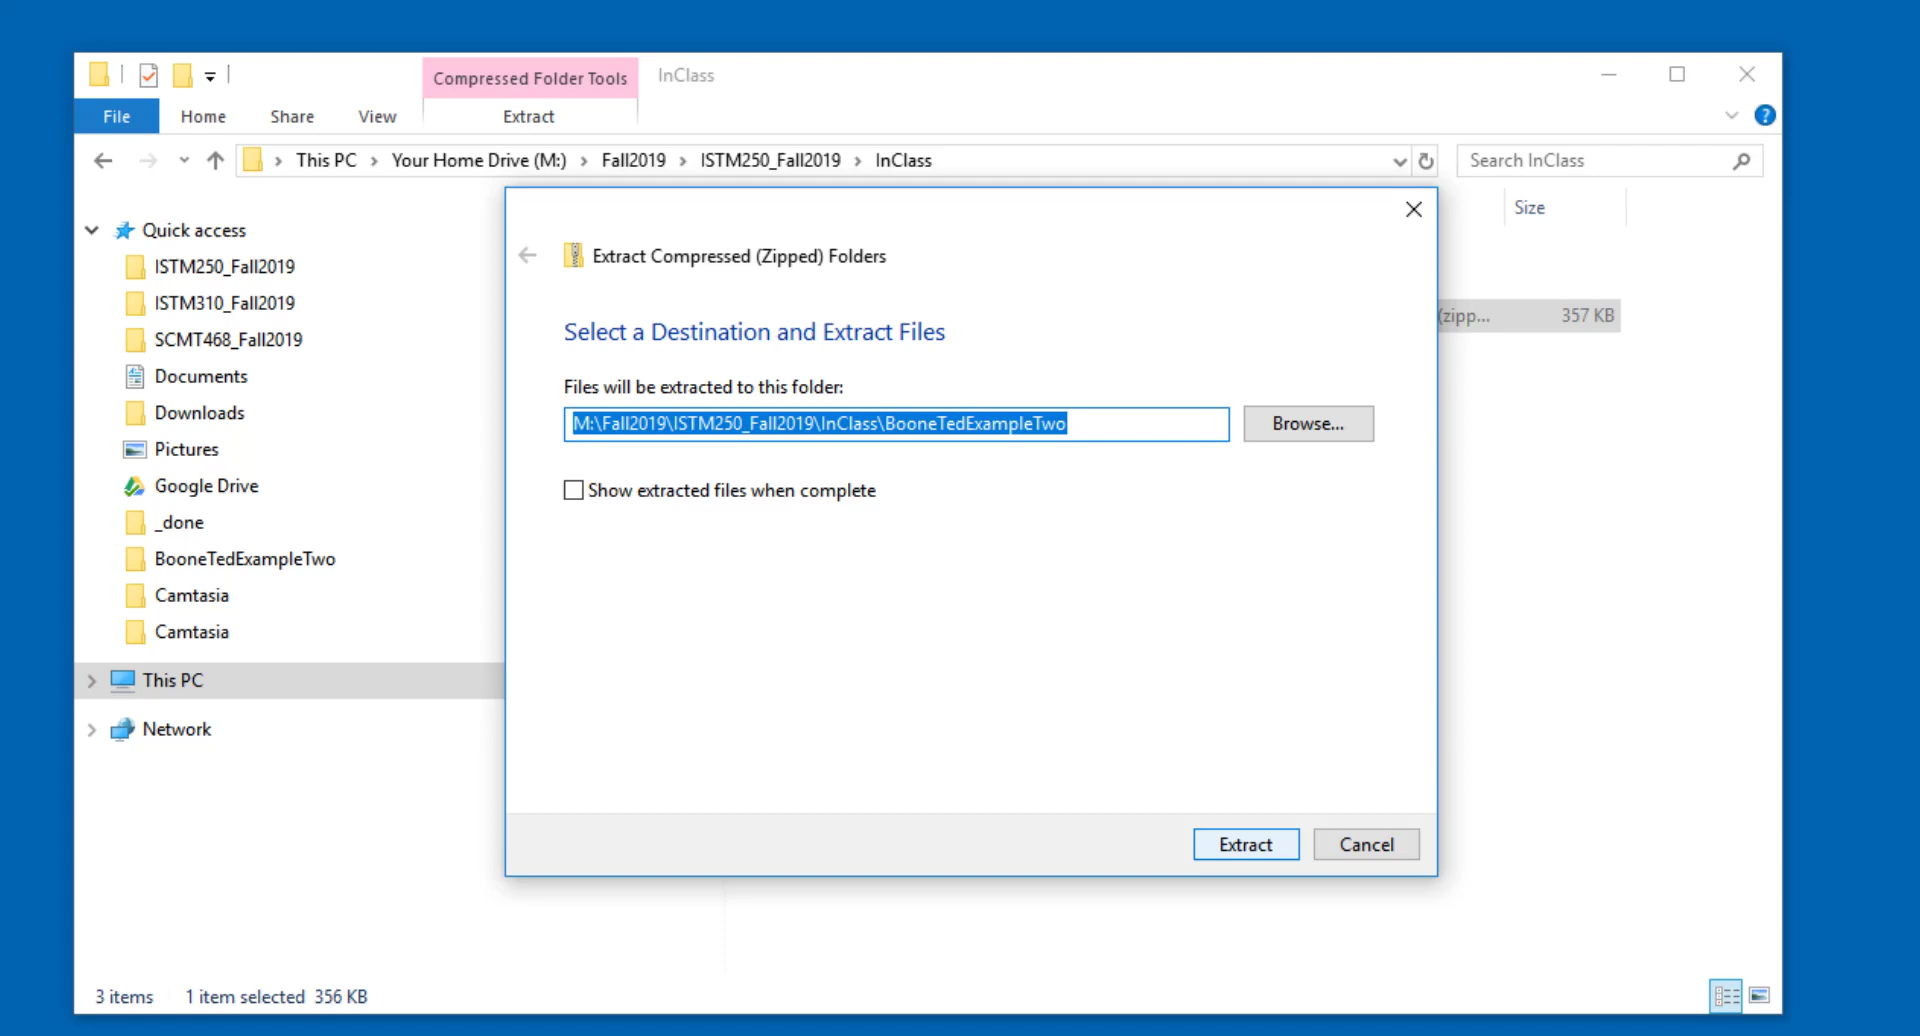 Compressed Folder Tools InClass
File Home Share View Extract
This PC Your Home Drive (M:) Fall2019 ISTM250_Fall2019 InClass Search InClass
Size
Quick access
ISTM250_Fall2019
ISTM310_Fall2019
SCMT468_Fall2019
Documents
Downloads
Pictures
Google Drive
_done
BooneTedExampleTwo
Camtasia
Camtasia
This PC
Network
(zipp... 357 KB
Extract Compressed (Zipped) Folders
Select a Destination and Extract Files
Files will be extracted to this folder:
M:\Fall2019\ISTM250_Fall2019\InClass\BooneTedExampleTwo Browse...
Show extracted files when complete
Extract Cancel
3 items 1 item selected 356 KB